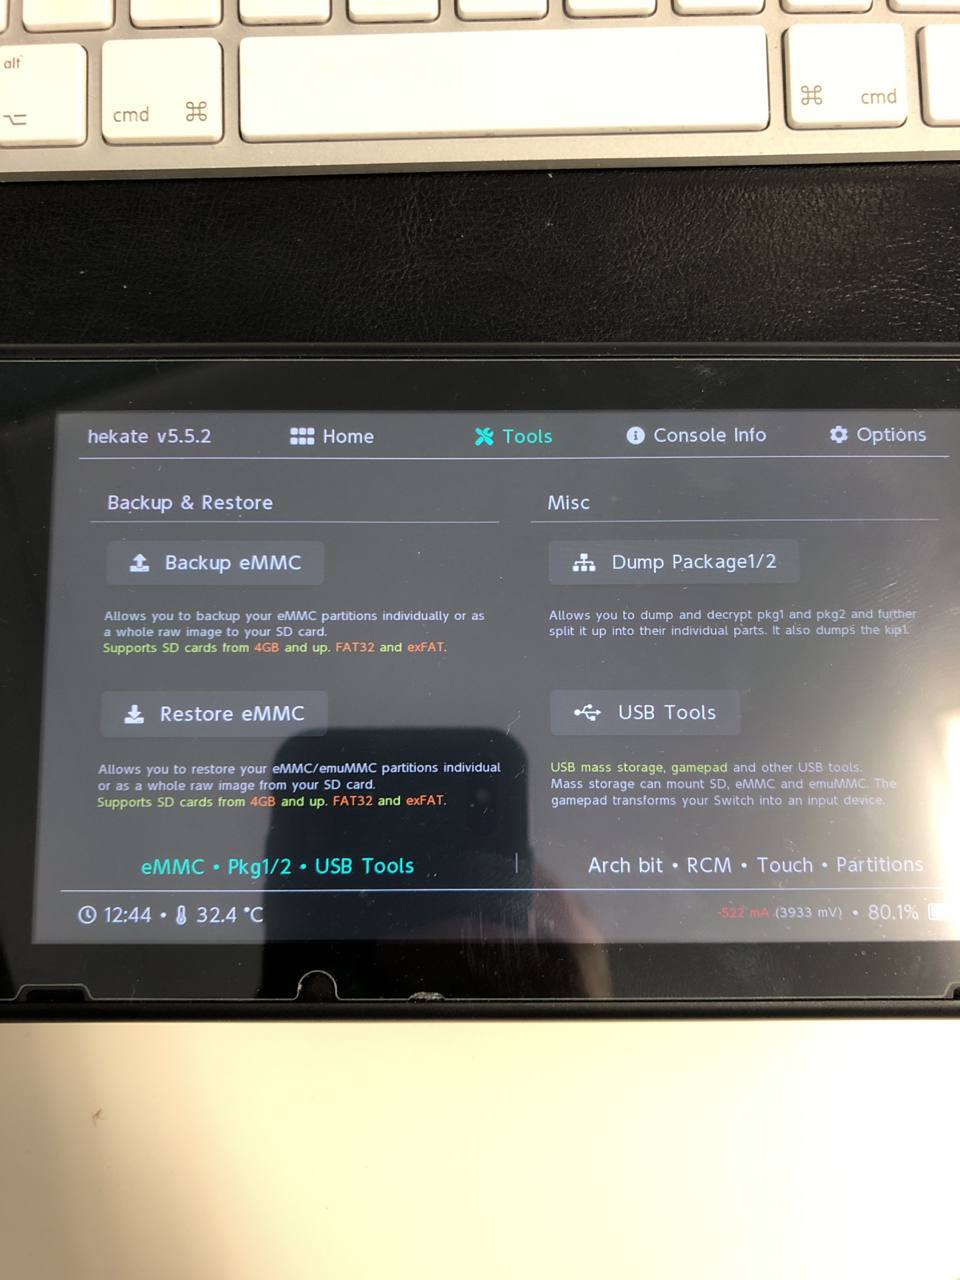 alt
⌥
cmd ⌘
⌘ cmd
hekate v5.5.2 Home Tools Console Info Options
Backup & Restore
Backup eMMC
Allows you to backup your eMMC partitions individually or as
a whole raw image to your SD card.
Supports SD cards from 4GB and up. FAT32 and exFAT.
Restore eMMC
Allows you to restore your eMMC/emuMMC partitions individual
or as a whole raw image from your SD card.
Supports SD cards from 4GB and up. FAT32 and exFAT.
Misc
Dump Package1/2
Allows you to dump and decrypt pkg1 and pkg2 and further
split it up into their individual parts. It also dumps the kip1.
USB Tools
USB mass storage, gamepad and other USB tools.
Mass storage can mount SD, eMMC and emuMMC. The
gamepad transforms your Switch into an input device.
eMMC • Pkg1/2 • USB Tools | Arch bit • RCM • Touch • Partitions
12:44 • 32.4 °C -522 mA (3933 mV) • 80.1%